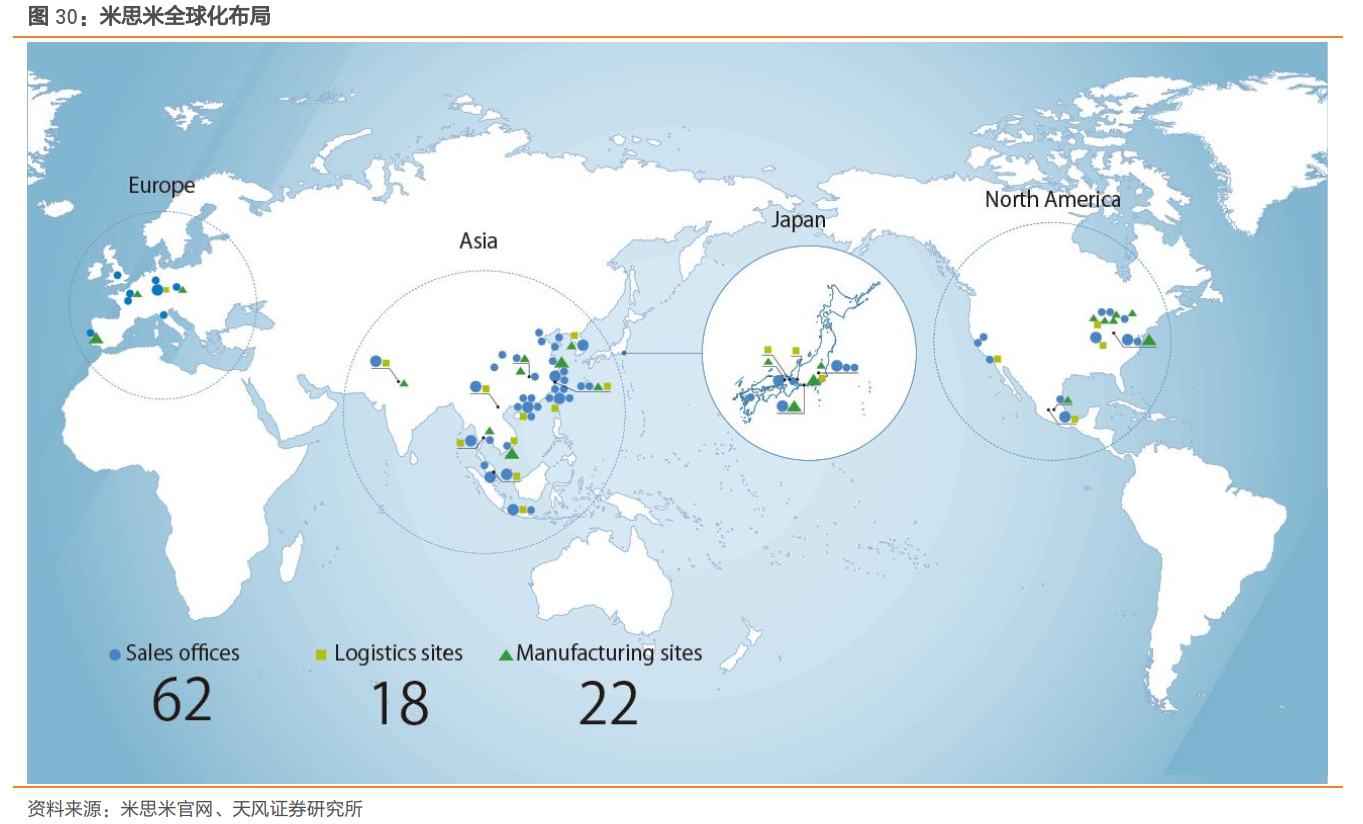 图 30：米思米全球化布局
Europe
Asia
Japan
North America
Sales offices
Logistics sites
Manufacturing sites
62
18
22
资料来源：米思米官网、天风证券研究所